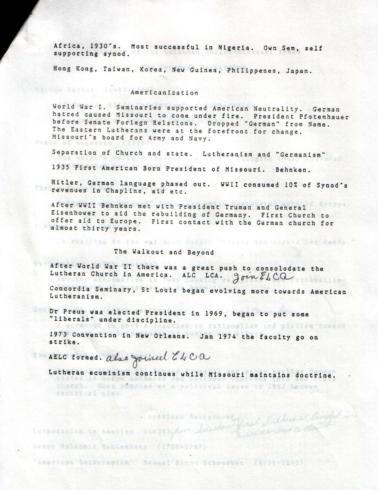 Africa, 1930's. Most successful in Nigeria. Own Sem, self
supporting synod.
Hong Kong, Taiwan, Korea, New Guinea, Philippenes, Japan.
Americanization
World War I. Seminaries supported American Neutrality. German
hatred caused Missouri to come under fire. President Pfotenhauer
before Senate Foriegn Relations. Dropped "German" from Name.
The Eastern Lutherans were at the forefront for change.
Missouri's board for Army and Navy.
Separation of Church and state. Lutheranism and "Germanism"
1935 First American Born President of Missouri. Behnken.
Hitler, German language phased out. WWII consumed 10% of Synod's
revenues in Chaplins, aid etc.
After WWII Behnken met with President Truman and General
Eisenhower to aid the rebuilding of Germany. First Church to
offer aid to Europe. First contact with the German church for
almost thirty years.
The Walkout and Beyond
After World War II there was a great push to consolodate the
Lutheran Church in America. ALC LCA. Join ELCA
Concordia Seminary, St Louis began evolving more towards American
Lutheranism.
Dr Preus was elected President in 1969, began to put some
"liberals" under discipline.
1973 Convention in New Orleans. Jan 1974 the faculty go on
strike.
AELC formed. also joined ELCA
Lutheran ecuminism continues while Missouri maintains doctrine.